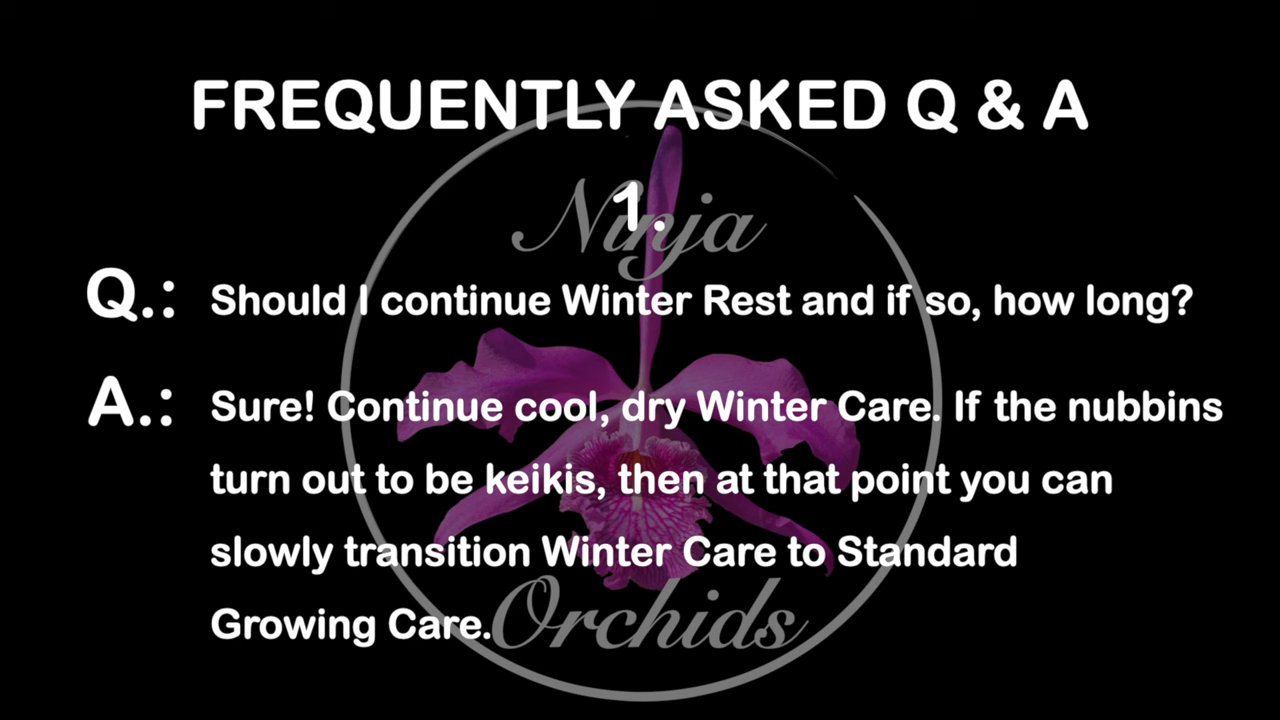 FREQUENTLY ASKED Q & A
1.
Ninja
Q.: Should I continue Winter Rest and if so, how long?
A.: Sure! Continue cool, dry Winter Care. If the nubbins
turn out to be keikis, then at that point you can
slowly transition Winter Care to Standard
Growing Care.
Orchids